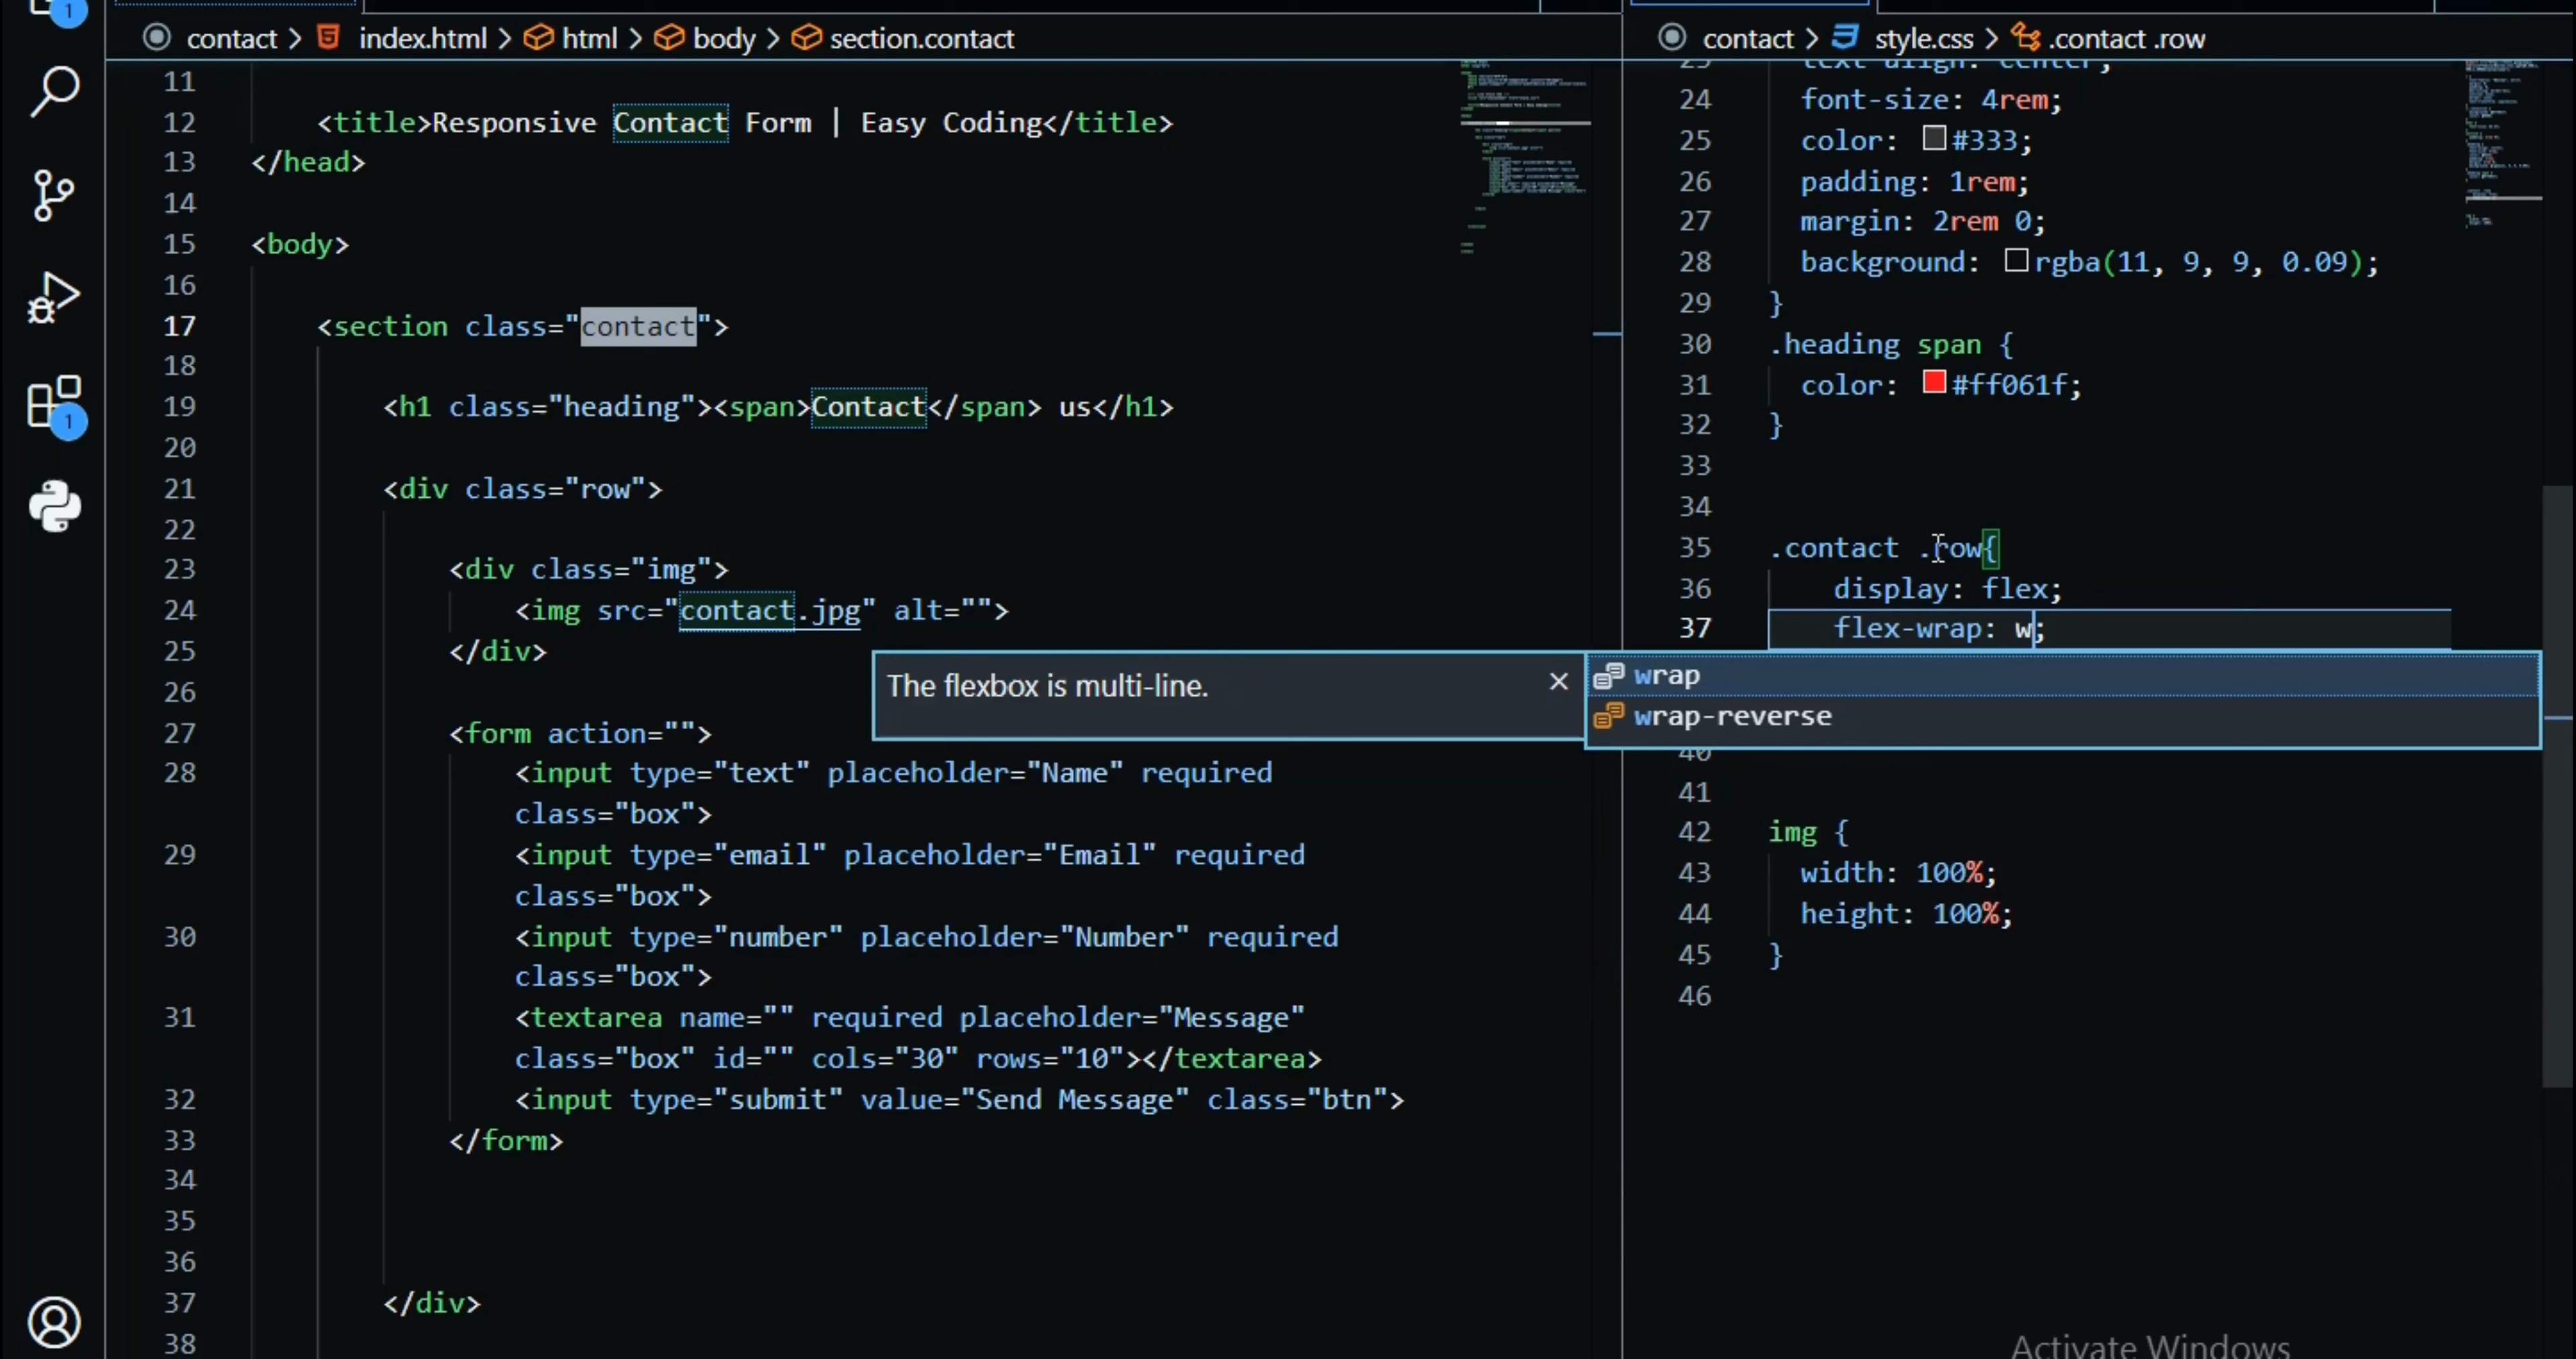 1
contact > index.html > html > body > section.contact
11
12 <title>Responsive Contact Form | Easy Coding</title>
13 </head>
14
15 <body>
16
17 <section class="contact">
18
19 <h1 class="heading"><span>Contact</span> us</h1>
20
21 <div class="row">
22
23 <div class="img">
24 <img src="contact.jpg" alt="">
25 </div>
26
27 <form action="">
28 <input type="text" placeholder="Name" required
class="box">
29 <input type="email" placeholder="Email" required
class="box">
30 <input type="number" placeholder="Number" required
class="box">
31 <textarea name="" required placeholder="Message"
class="box" id="" cols="30" rows="10"></textarea>
32 <input type="submit" value="Send Message" class="btn">
33 </form>
34
35
36
37 </div>
38
1
The flexbox is multi-line.
contact > style.css > .contact .row
text-align: center;
24 font-size: 4rem;
25 color: #333;
26 padding: 1rem;
27 margin: 2rem 0;
28 background: rgba(11, 9, 9, 0.09);
29 }
30 .heading span {
31 color: #ff061f;
32 }
33
34
35 .contact .row{
36 display: flex;
37 flex-wrap: w;
wrap
wrap-reverse
40
41
42 img {
43 width: 100%;
44 height: 100%;
45 }
46
Activate Windows